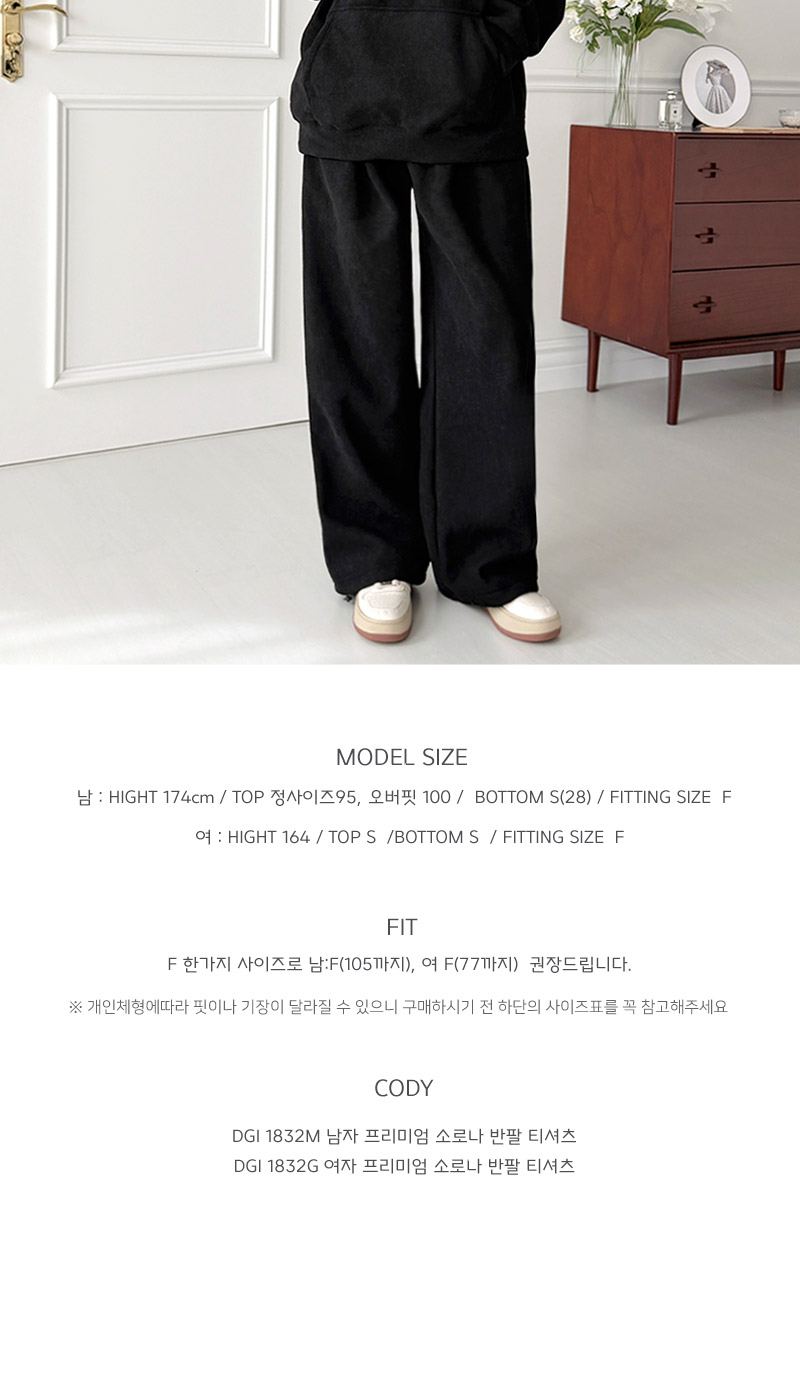 MODEL SIZE
남 : HIGHT 174cm / TOP 정사이즈95, 오버핏 100 / BOTTOM S(28) / FITTING SIZE F
여 : HIGHT 164 / TOP S /BOTTOM S / FITTING SIZE F
FIT
F 한가지 사이즈로 남:F(105까지), 여 F(77까지) 권장드립니다.
※ 개인체형에따라 핏이나 기장이 달라질 수 있으니 구매하시기 전 하단의 사이즈표를 꼭 참고해주세요
CODY
DGI 1832M 남자 프리미엄 소로나 반팔 티셔츠
DGI 1832G 여자 프리미엄 소로나 반팔 티셔츠